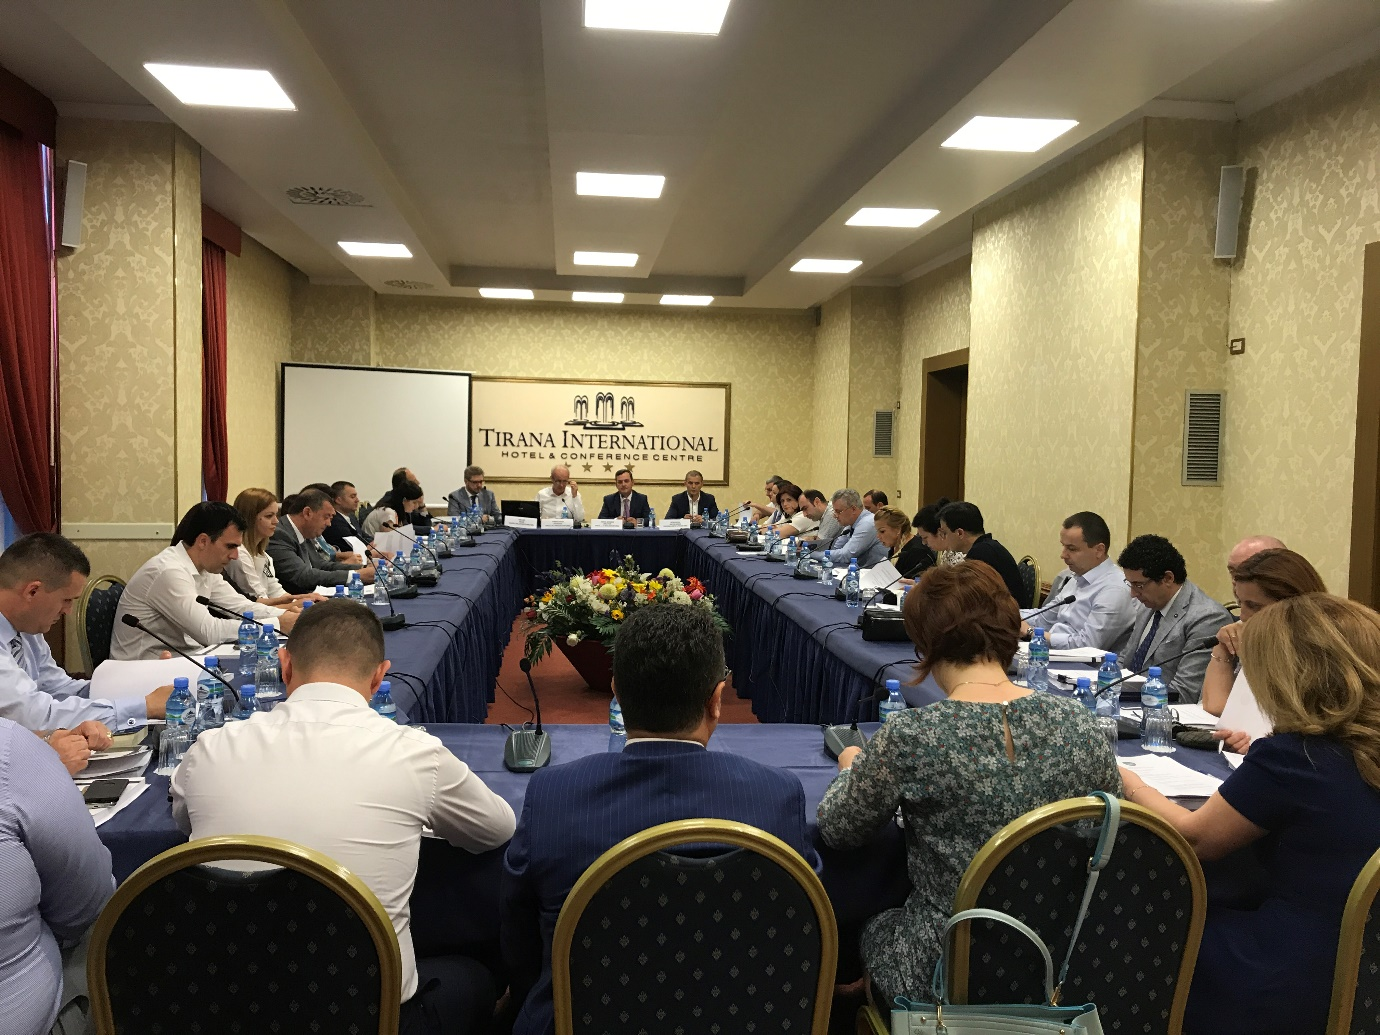 TIRANA INTERNATIONAL
HOTEL & CONFERENCE CENTRE